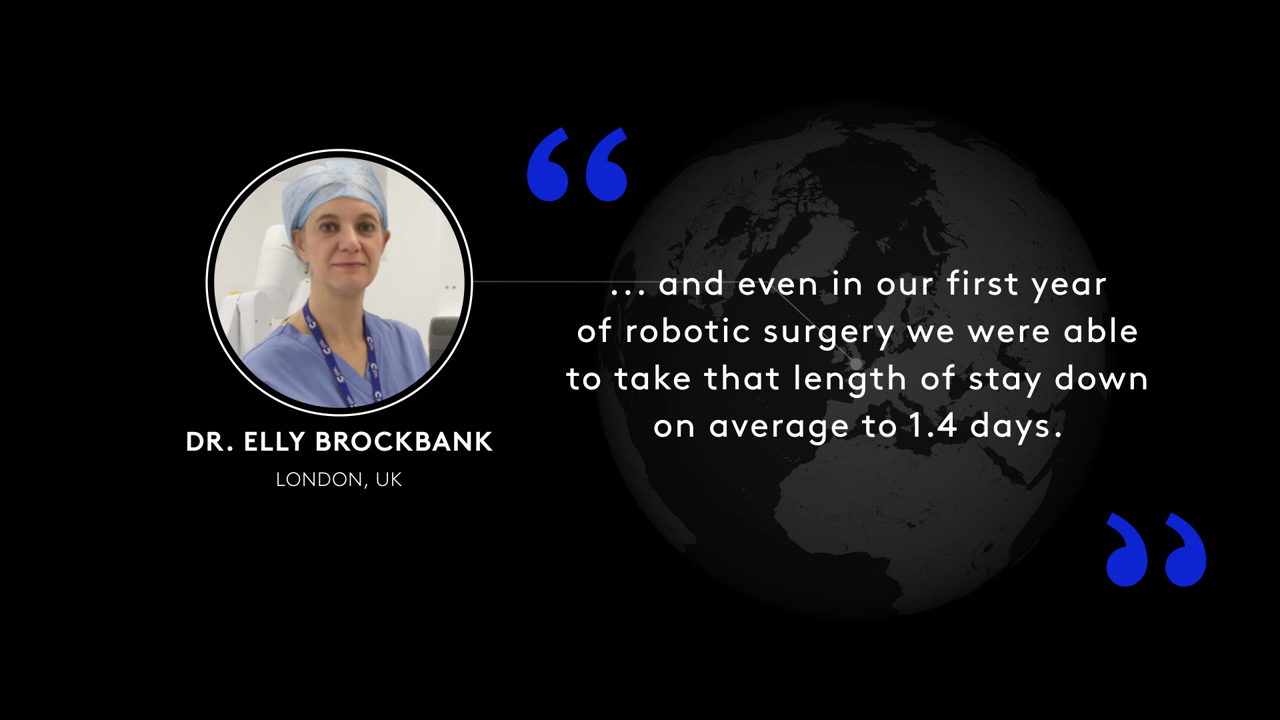 DR. ELLY BROCKBANK
LONDON, UK
“
... and even in our first year
of robotic surgery we were able
to take that length of stay down
on average to 1.4 days.
”